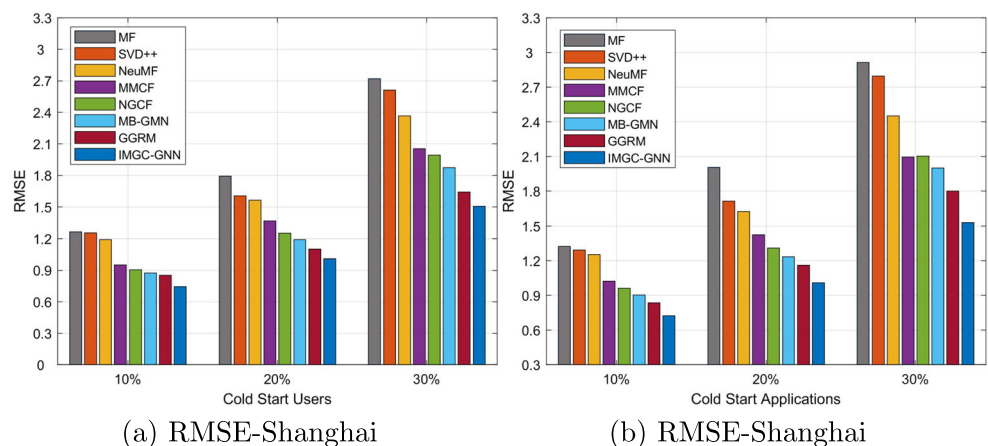 3.3
3
2.7
2.4
2.1
1.8
1.5
1.2
0.9
0.6
0.3
0
RMSE
MF
SVD++
NeuMF
MMCF
NGCF
MB-GMN
GGRM
IMGC-GNN
10%
20%
30%
Cold Start Users
(a) RMSE-Shanghai
3.3
3
2.7
2.4
2.1
1.8
1.5
1.2
0.9
0.6
0.3
RMSE
MF
SVD++
NeuMF
MMCF
NGCF
MB-GMN
GGRM
IMGC-GNN
10%
20%
30%
Cold Start Applications
(b) RMSE-Shanghai